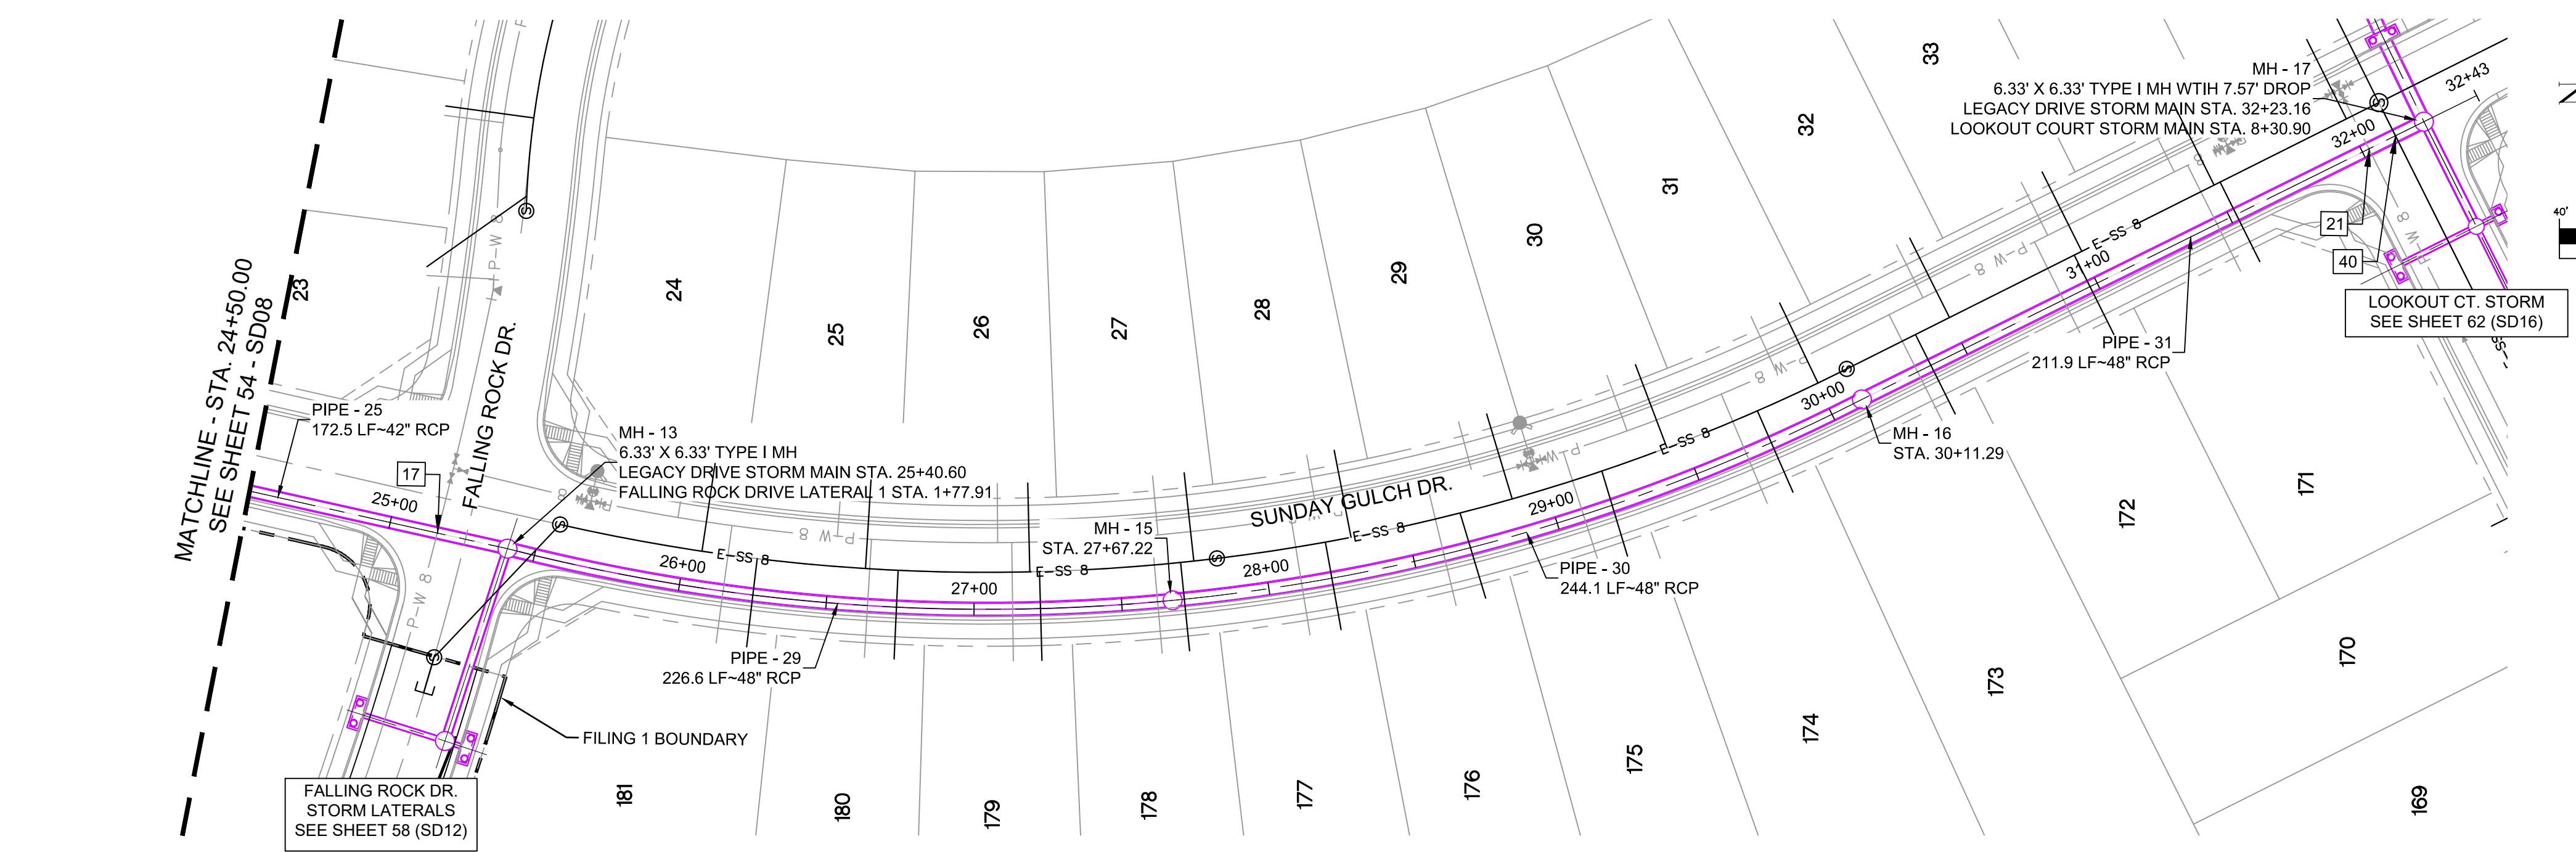 MATCHLINE - STA. 24+50.00
SEE SHEET 54 - SD08
23
PIPE - 25
172.5 LF~42" RCP
17
25+00
FALLING ROCK DR.
P-W 8
P-W 8
MH - 13
6.33' X 6.33' TYPE I MH
LEGACY DRIVE STORM MAIN STA. 25+40.60
FALLING ROCK DRIVE LATERAL 1 STA. 1+77.91
S
S
S
FILING 1 BOUNDARY
FALLING ROCK DR.
STORM LATERALS
SEE SHEET 58 (SD12)
24
25
26
27
28
29
30
31
32
33
E-SS 8
26+00
P-W 8
27+00
E-SS 8
PIPE - 29
226.6 LF~48" RCP
MH - 15
STA. 27+67.22
S
28+00
SUNDAY GULCH DR.
E-SS 8
29+00
PIPE - 30
244.1 LF~48" RCP
P-W
E-SS 8
P-W 8
30+00
S
MH - 16
STA. 30+11.29
P-W 8
31+00
E-SS 8
PIPE - 31
211.9 LF~48" RCP
MH - 17
6.33' X 6.33' TYPE I MH WTIH 7.57' DROP
LEGACY DRIVE STORM MAIN STA. 32+23.16
LOOKOUT COURT STORM MAIN STA. 8+30.90
S
32+00
32+43
8
21
40
LOOKOUT CT. STORM
SEE SHEET 62 (SD16)
40'
N
181
180
179
178
177
176
175
174
173
172
171
170
169